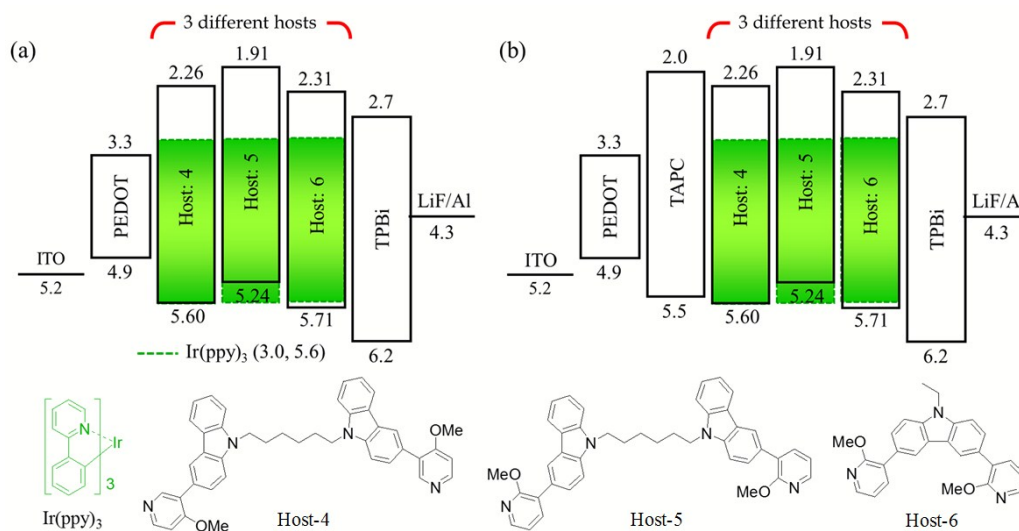 3 different hosts
(a)
1.91
2.26
2.31
2.7
3.3
PEDOT
Host: 4
Host: 5
Host: 6
TPBi
LiF/Al
4.3
ITO
5.2
4.9
5.60
5.24
5.71
6.2
Ir(ppy)3 (3.0, 5.6)
3 different hosts
(b)
1.91
2.0
2.26
2.31
2.7
3.3
PEDOT
TAPC
Host: 4
Host: 5
Host: 6
TPBi
LiF/A
4.3
ITO
5.2
4.9
5.5
5.60
5.24
5.71
6.2
N
Ir
3
Ir(ppy)3
N
N
OMe
N
N
OMe
Host-4
N
N
MeO
N
MeO
N
Host-5
N
MeO
N
MeO
N
Host-6